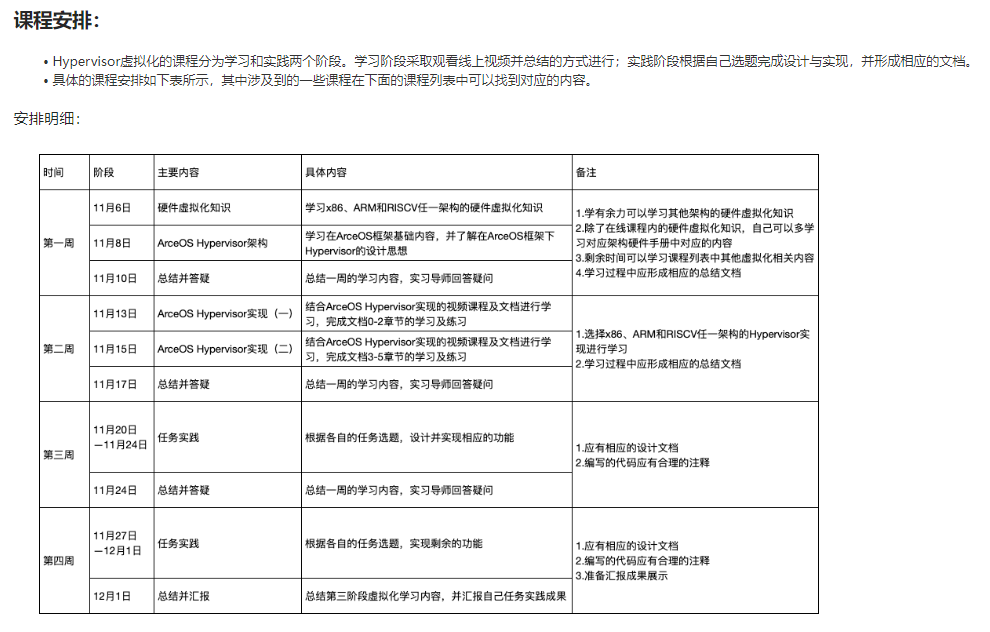 课程安排：
• Hypervisor虚拟化的课程分为学习和实践两个阶段。学习阶段采取观看线上视频并总结的方式进行；实践阶段根据自己选题完成设计与实现，并形成相应的文档。
• 具体的课程安排如下表所示，其中涉及到的一些课程在下面的课程列表中可以找到对应的内容。
安排明细：
时间 阶段 主要内容 具体内容 备注
第一周
11月6日 硬件虚拟化知识 学习x86、ARM和RISCV任一架构的硬件虚拟化知识
11月8日 ArceOS Hypervisor架构 学习在ArceOS框架基础内容，并了解在ArceOS框架下
Hypervisor的设计思想
11月10日 总结并答疑 总结一周的学习内容，实习导师回答疑问
1.学有余力可以学习其他架构的硬件虚拟化知识
2.除了在线课程内的硬件虚拟化知识，自己可以多学
习对应架构硬件手册中对应的内容
3.剩余时间可以学习课程列表中其他虚拟化相关内容
4.学习过程中应形成相应的总结文档
第二周
11月13日 ArceOS Hypervisor实现（一） 结合ArceOS Hypervisor实现的视频课程及文档进行学
习，完成文档0-2章节的学习及练习
11月15日 ArceOS Hypervisor实现（二） 结合ArceOS Hypervisor实现的视频课程及文档进行学
习，完成文档3-5章节的学习及练习
11月17日 总结并答疑 总结一周的学习内容，实习导师回答疑问
1.选择x86、ARM和RISCV任一架构的Hypervisor实
现进行学习
2.学习过程中应形成相应的总结文档
第三周
11月20日
—11月24日
任务实践 根据各自的任务选题，设计并实现相应的功能
11月24日 总结并答疑 总结一周的学习内容，实习导师回答疑问
1.应有相应的设计文档
2.编写的代码应有合理的注释
第四周
11月27日
—12月1日
任务实践 根据各自的任务选题，实现剩余的功能
12月1日 总结并汇报 总结第三阶段虚拟化学习内容，并汇报自己任务实践成果
1.应有相应的设计文档
2.编写的代码应有合理的注释
3.准备汇报成果展示